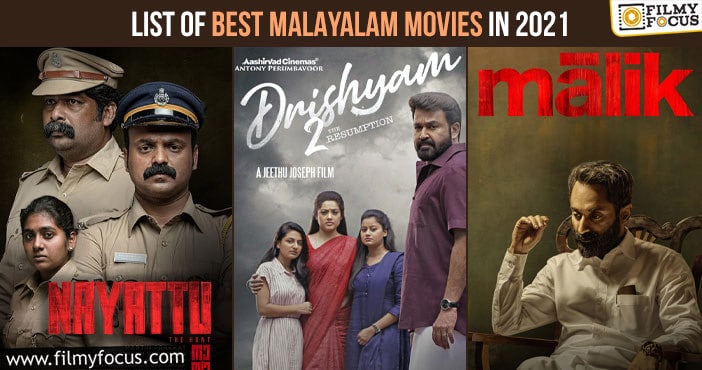 LIST OF BEST MALAYALAM MOVIES IN 2021
FILMY
FOCUS
NAYATTU
THE HUNT
www.filmyfocus.com
Aashirvad Cinemas®
ANTONY PERUMBAVOOR
Drishyam
2 THE
RESUMPTION
A JEETHU JOSEPH FILM
mālik